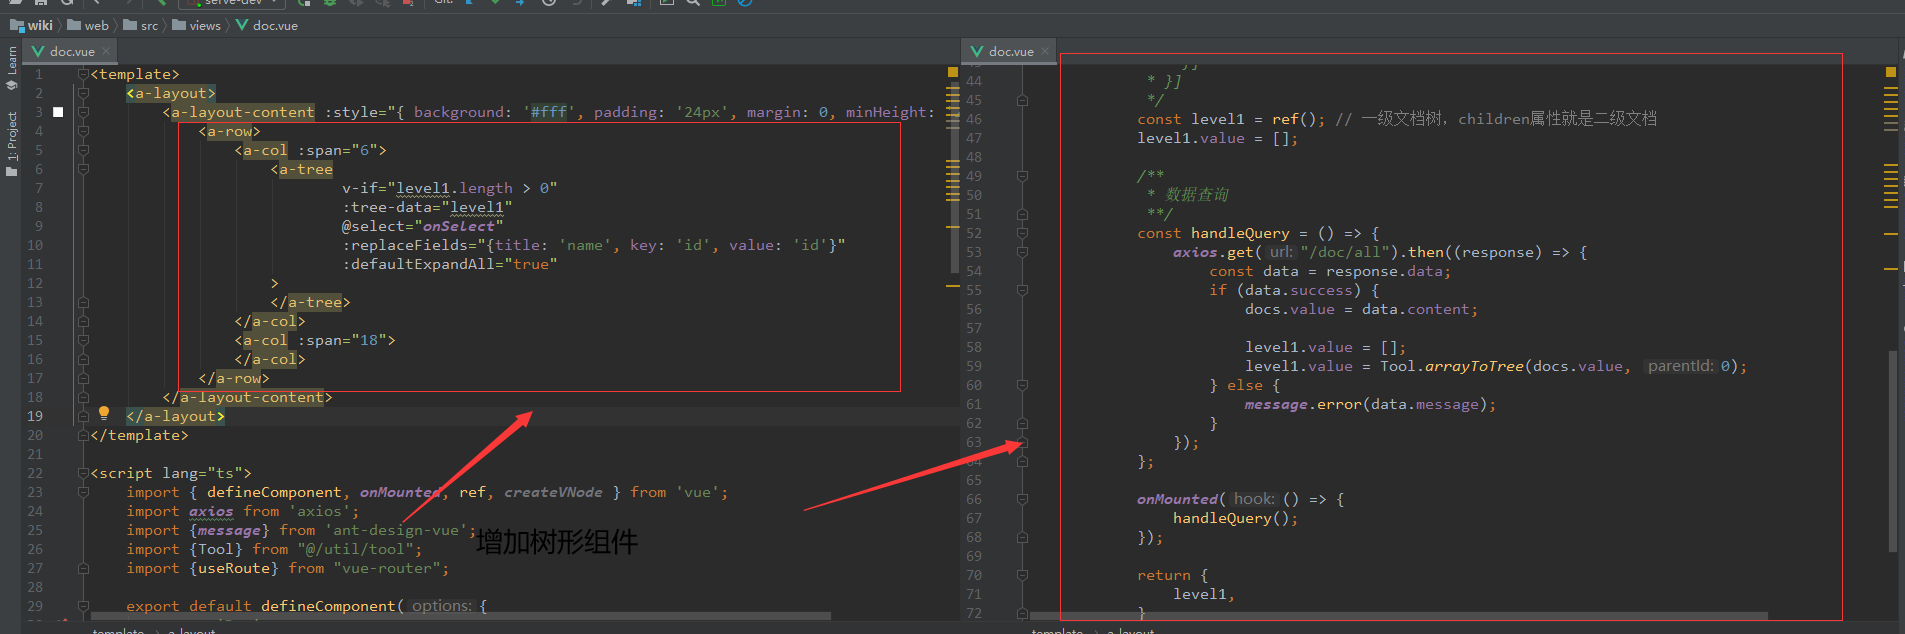 serve-dev
Git:
wiki web src views doc.vue
doc.vue
Learn
1: Project
1 <template>
2 <a-layout>
3 <a-layout-content :style="{ background: '#fff', padding: '24px', margin: 0, minHeight:
4 <a-row>
5 <a-col :span="6">
6 <a-tree
7 v-if="level1.length > 0"
8 :tree-data="level1"
9 @select="onSelect"
10 :replaceFields="{title: 'name', key: 'id', value: 'id'}"
11 :defaultExpandAll="true"
12 >
13 </a-tree>
14 </a-col>
15 <a-col :span="18">
16 </a-col>
17 </a-row>
18 </a-layout-content>
19 </a-layout>
20 </template>
21
22 <script lang="ts">
23 import { defineComponent, onMounted, ref, createVNode } from 'vue';
24 import axios from 'axios';
25 import {message} from 'ant-design-vue';
26 import {Tool} from "@/util/tool";
27 import {useRoute} from "vue-router";
28
29 export default defineComponent( options: {
增加树形组件
template a-layout
doc.vue
44 * }]
45 */
46 const level1 = ref(); // 一级文档树，children属性就是二级文档
47 level1.value = [];
48
49 /**
50 * 数据查询
51 **/
52 const handleQuery = () => {
53 axios.get( url: "/doc/all").then((response) => {
54 const data = response.data;
55 if (data.success) {
56 docs.value = data.content;
57
58 level1.value = [];
59 level1.value = Tool.arrayToTree(docs.value, parentId: 0);
60 } else {
61 message.error(data.message);
62 }
63 });
64 };
65
66 onMounted( hook: () => {
67 handleQuery();
68 });
69
70 return {
71 level1,
72 }
template a-layout